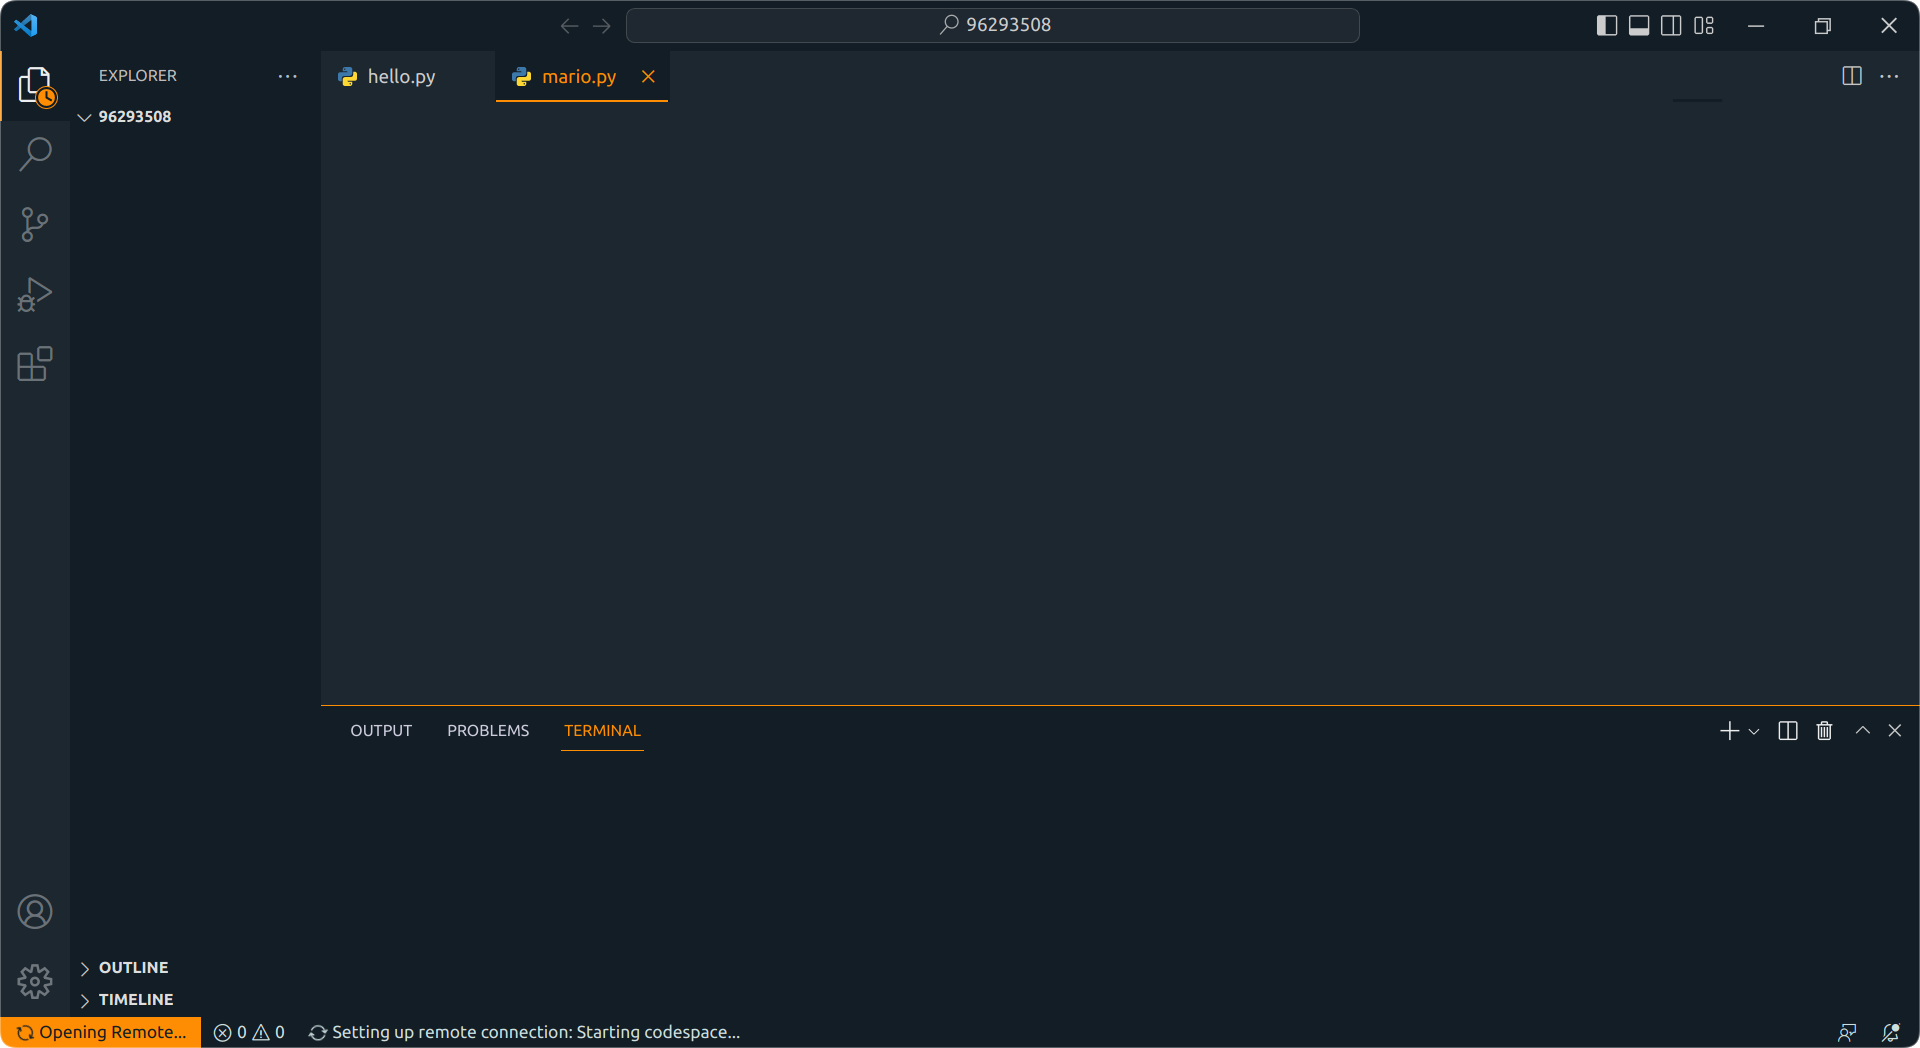 96293508
EXPLORER
hello.py
mario.py
96293508
OUTPUT
PROBLEMS
TERMINAL
OUTLINE
TIMELINE
Opening Remote...
0
0
Setting up remote connection: Starting codespace...